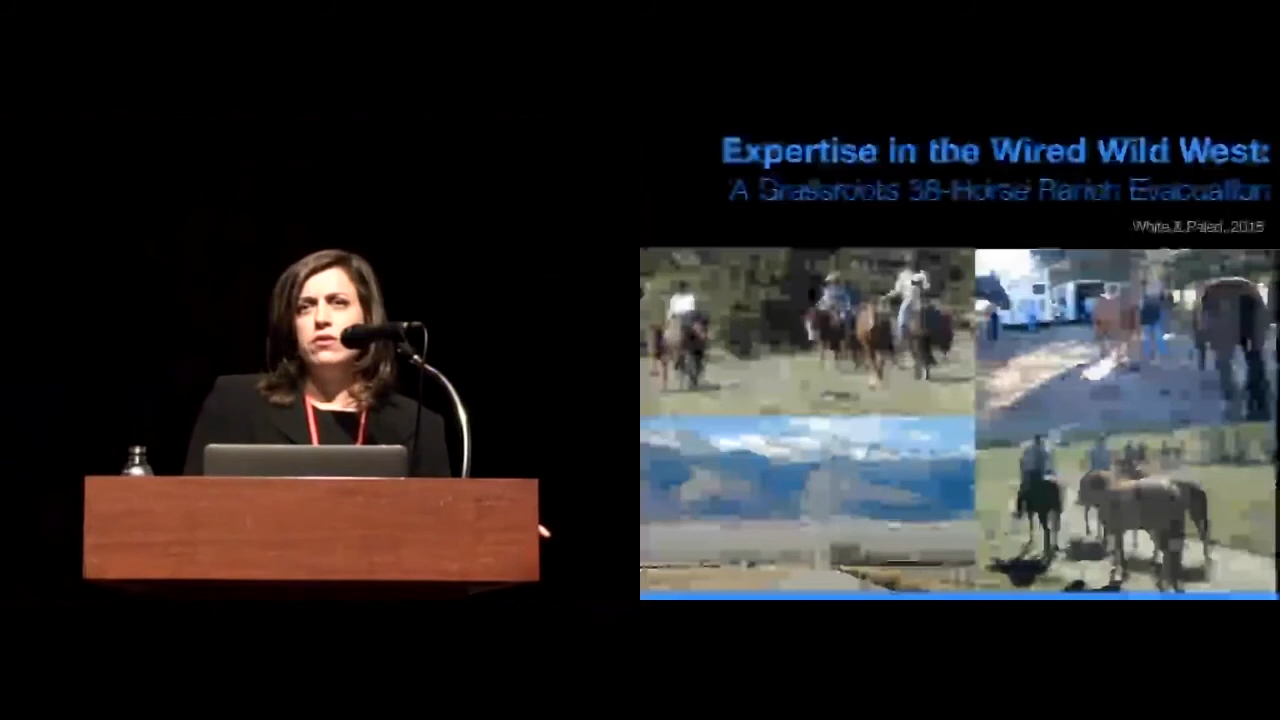 Expertise in the Wired Wild West:
A Grassroots 38-Horse Ranch Evacuation
White & Palen, 2015